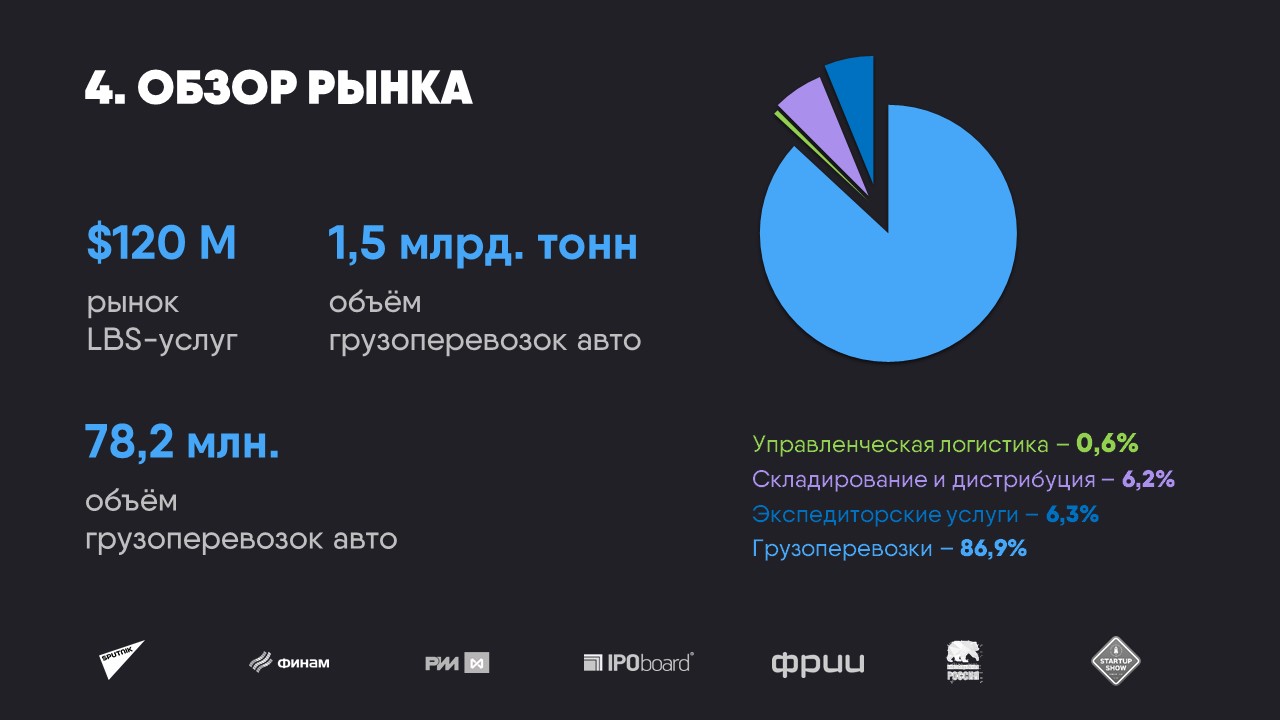 4. ОБЗОР РЫНКА
$120 М
рынок
LBS-услуг
1,5 млрд. тонн
объём
грузоперевозок авто
78,2 млн.
объём
грузоперевозок авто
Управленческая логистика – 0,6%
Складирование и дистрибуция – 6,2%
Экспедиторские услуги – 6,3%
Грузоперевозки – 86,9%
SPUTNIK
ФИНАМ
РИИ
IPOboard
фрии
РОССИИ
STARTUP
SHOW